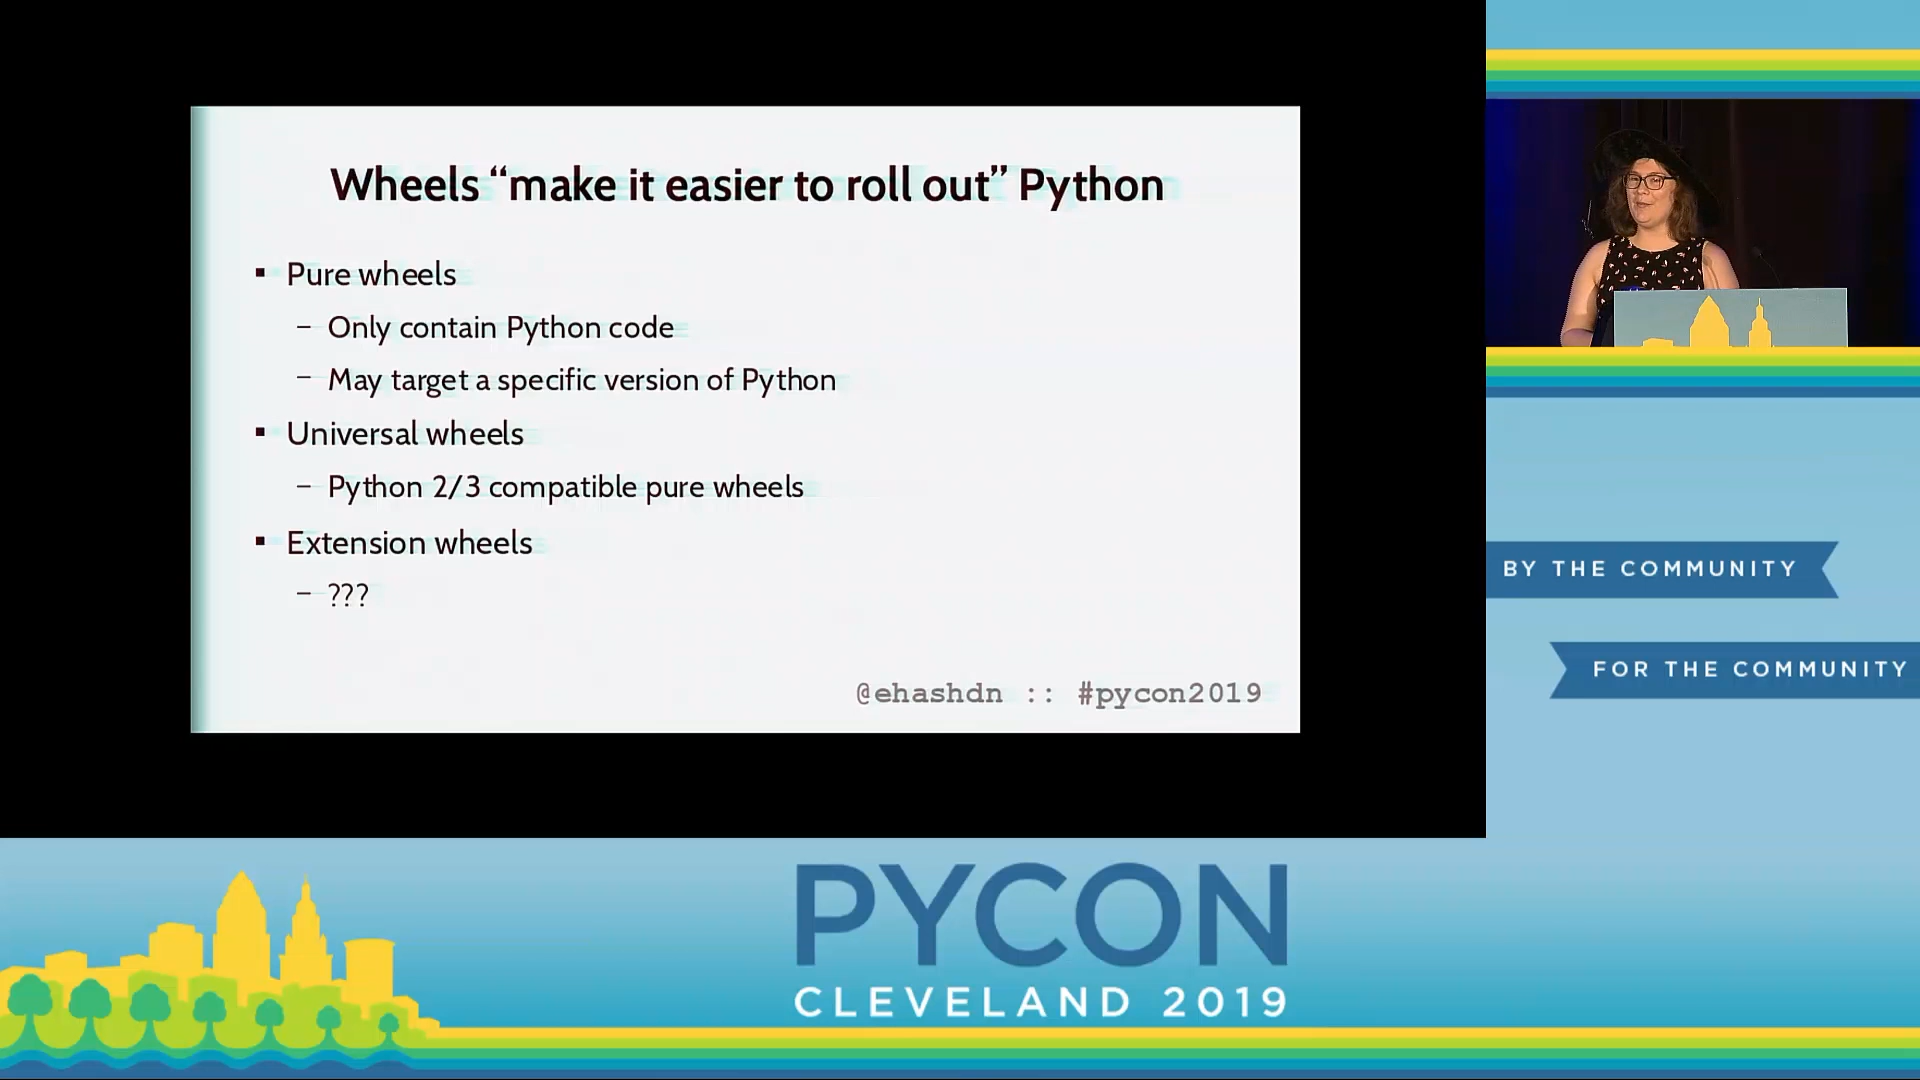 Wheels “make it easier to roll out” Python
▪ Pure wheels
– Only contain Python code
– May target a specific version of Python
▪ Universal wheels
– Python 2/3 compatible pure wheels
▪ Extension wheels
– ???
@ehashdn :: #pycon2019
BY THE COMMUNITY
FOR THE COMMUNITY
PYCON
CLEVELAND 2019